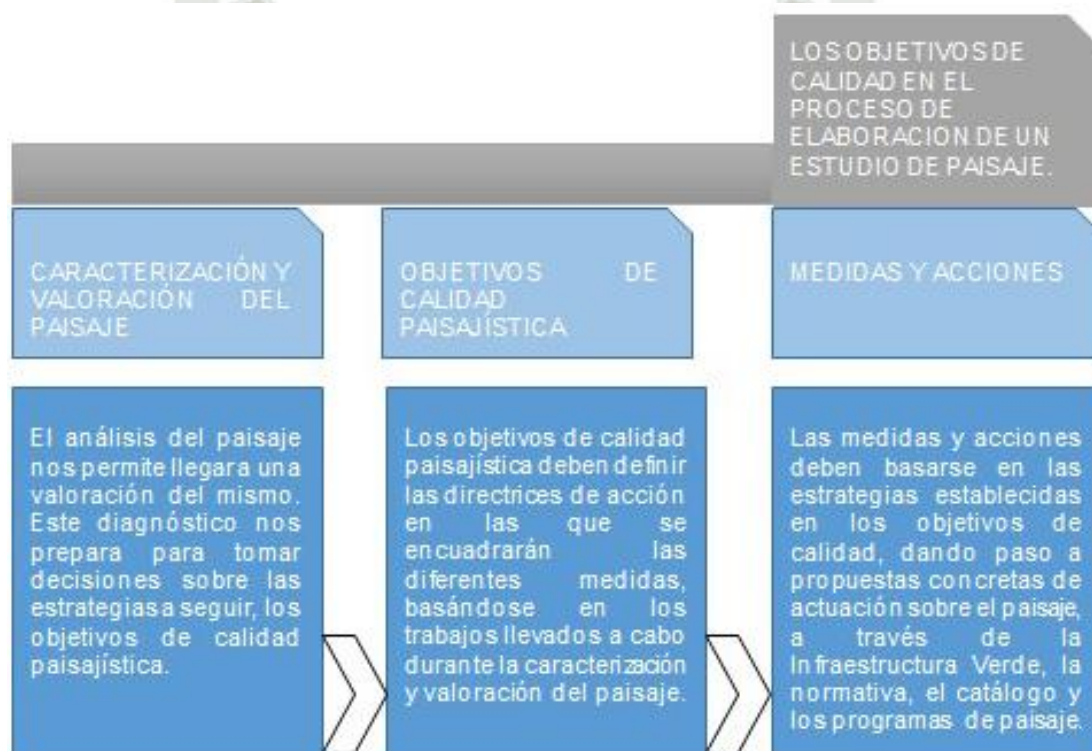 LOS OBJETIVOS DE
CALIDAD EN EL
PROCESO DE
ELABORACION DE UN
ESTUDIO DE PAISAJE.
CARACTERIZACIÓN Y
VALORACIÓN DEL
PAISAJE
El análisis del paisaje
nos permite llegar a una
valoración del mismo.
Este diagnóstico nos
prepara para tomar
decisiones sobre las
estrategias a seguir, los
objetivos de calidad
paisajística.
OBJETIVOS DE
CALIDAD
PAISAJÍSTICA
Los objetivos de calidad
paisajística deben definir
las directrices de acción
en las que se
encuadrarán las
diferentes medidas,
basándose en los
trabajos llevados a cabo
durante la caracterización
y valoración del paisaje.
MEDIDAS Y ACCIONES
Las medidas y acciones
deben basarse en las
estrategias establecidas
en los objetivos de
calidad, dando paso a
propuestas concretas de
actuación sobre el paisaje,
a través de la
Infraestructura Verde, la
normativa, el catálogo y
los programas de paisaje.